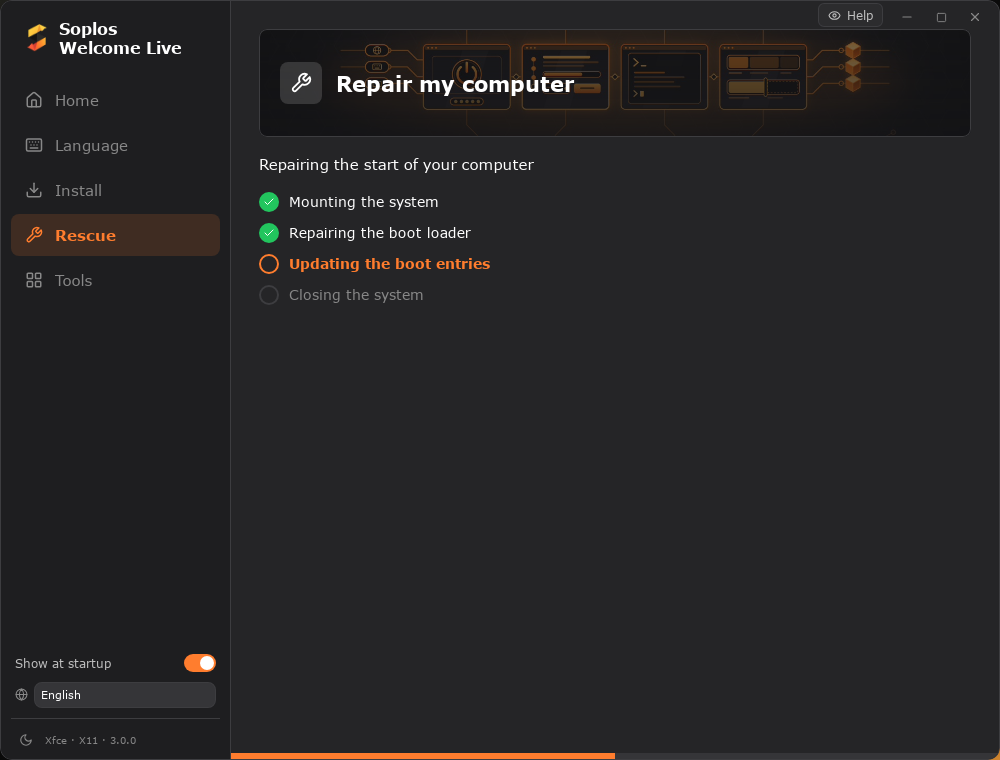 Soplos
Welcome Live
Home
Language
Install
Rescue
Tools
Show at startup
English
Xfce · X11 · 3.0.0
Help
Repair my computer
Repairing the start of your computer
Mounting the system
Repairing the boot loader
Updating the boot entries
Closing the system